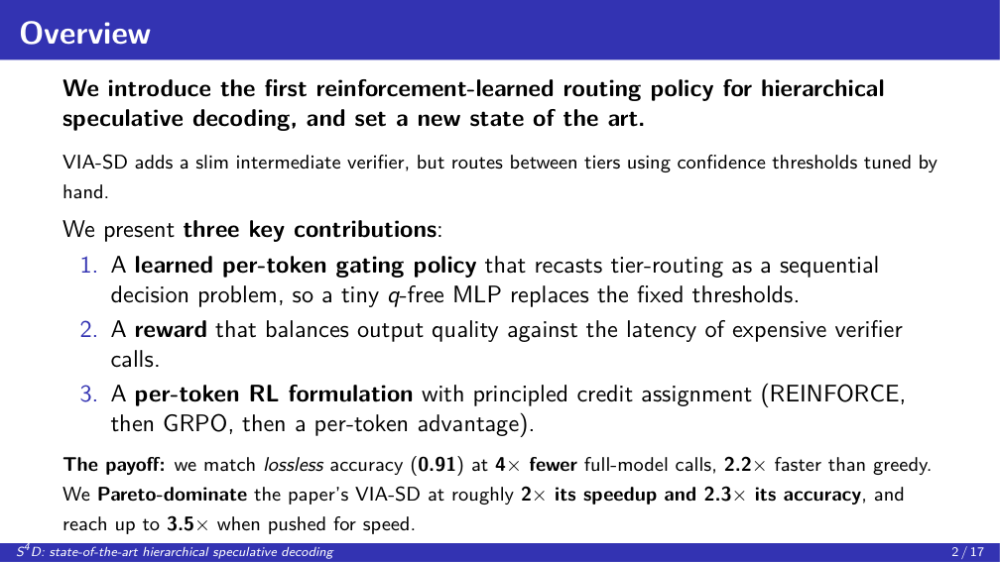 Overview
We introduce the first reinforcement-learned routing policy for hierarchical
speculative decoding, and set a new state of the art.
VIA-SD adds a slim intermediate verifier, but routes between tiers using confidence thresholds tuned by
hand.
We present three key contributions:
1. A learned per-token gating policy that recasts tier-routing as a sequential
decision problem, so a tiny q-free MLP replaces the fixed thresholds.
2. A reward that balances output quality against the latency of expensive verifier
calls.
3. A per-token RL formulation with principled credit assignment (REINFORCE,
then GRPO, then a per-token advantage).
The payoff: we match lossless accuracy (0.91) at 4× fewer full-model calls, 2.2× faster than greedy.
We Pareto-dominate the paper's VIA-SD at roughly 2× its speedup and 2.3× its accuracy, and
reach up to 3.5× when pushed for speed.
S⁴D: state-of-the-art hierarchical speculative decoding 2 / 17